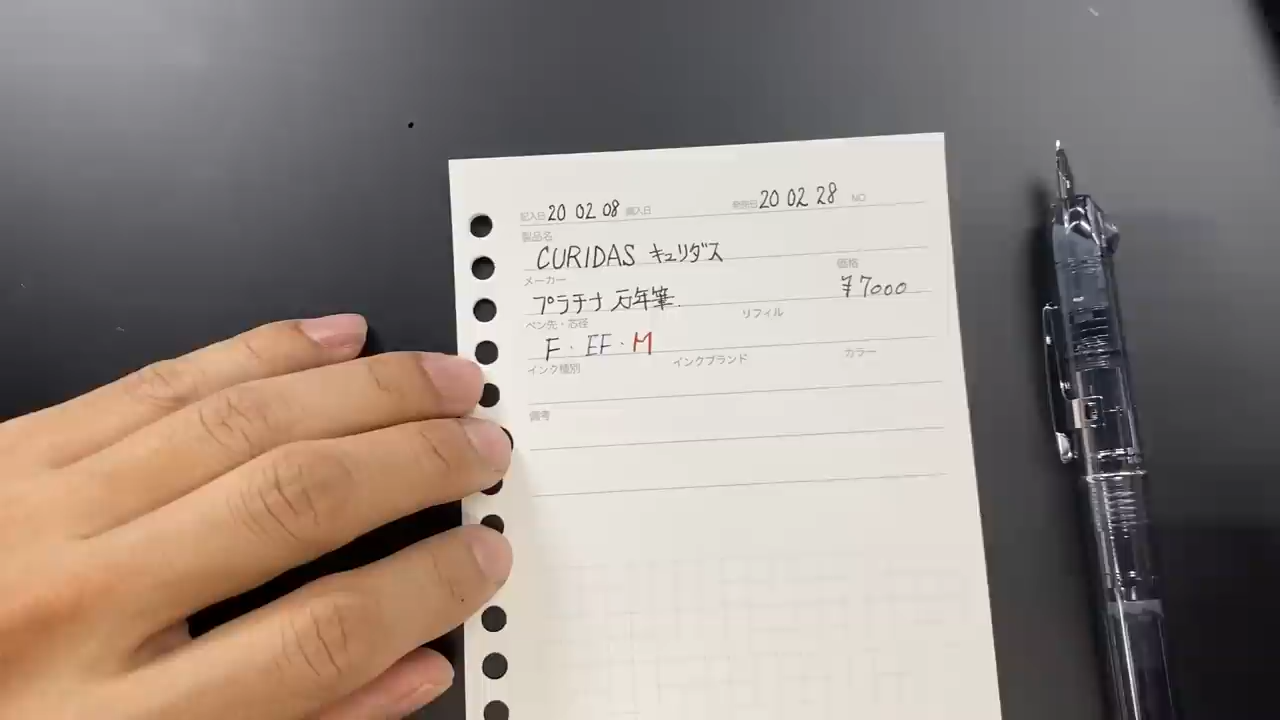 記入日 20 02 08 購入日 発売日 20 02 28 NO
製品名
CURIDAS キュリダス
メーカー 価格
プラチナ万年筆. ¥7000
ペン先・芯径 リフィル
F・EF・M
インク種別 インクブランド カラー
備考